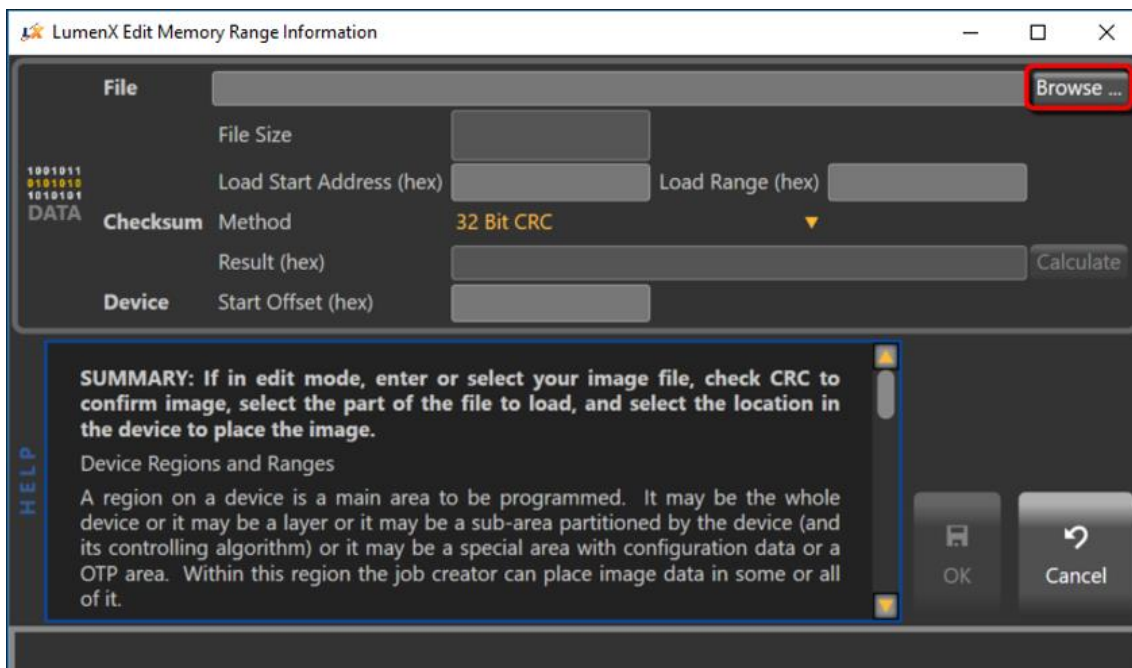 LumenX Edit Memory Range Information
File Browse ...
File Size
Load Start Address (hex) Load Range (hex)
1001011
0101010
1010101
DATA
Checksum Method 32 Bit CRC
Result (hex) Calculate
Device Start Offset (hex)
HELP
SUMMARY: If in edit mode, enter or select your image file, check CRC to
confirm image, select the part of the file to load, and select the location in
the device to place the image.
Device Regions and Ranges
A region on a device is a main area to be programmed. It may be the whole
device or it may be a layer or it may be a sub-area partitioned by the device (and
its controlling algorithm) or it may be a special area with configuration data or a
OTP area. Within this region the job creator can place image data in some or all
of it.
OK Cancel